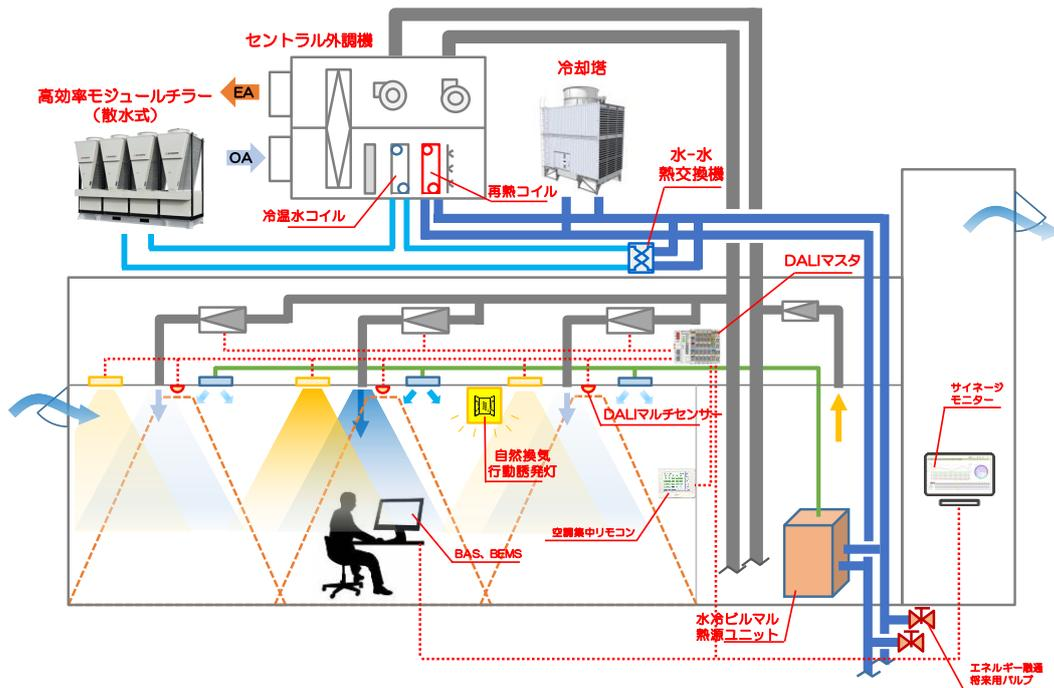 セントラル外調機
冷却塔
高効率モジュールチラー
（散水式）
EA
OA
水-水
熱交換機
再熱コイル
冷温水コイル
DALIマスタ
サイネージ
モニター
DALIマルチセンサー
自然換気
行動誘発灯
空調集中リモコン
BAS、BEMS
水冷ビルマル
熱源ユニット
エネルギー融通
将来用バルブ